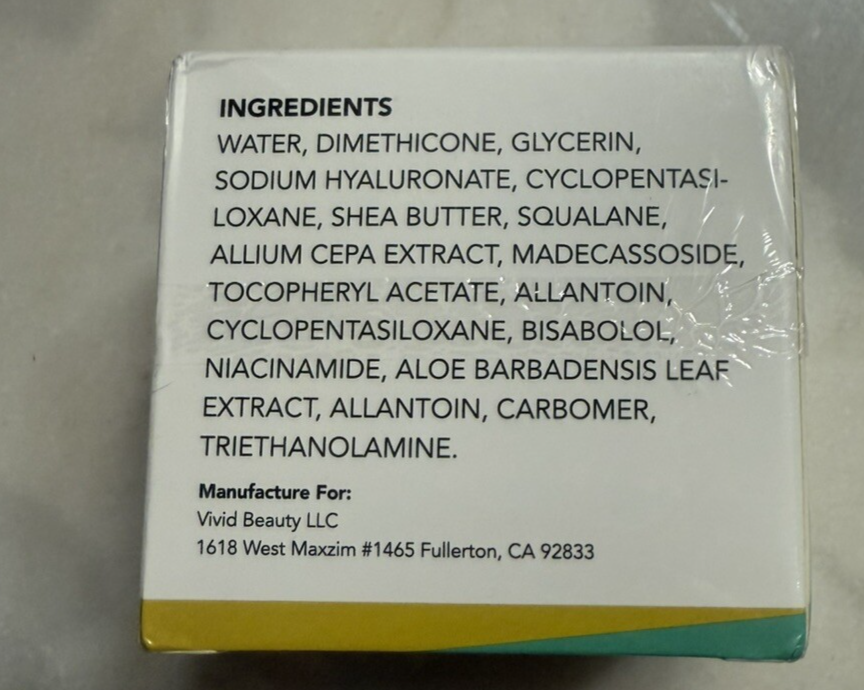 INGREDIENTS
WATER, DIMETHICONE, GLYCERIN,
SODIUM HYALURONATE, CYCLOPENTASI-
LOXANE, SHEA BUTTER, SQUALANE,
ALLIUM CEPA EXTRACT, MADECASSOSIDE,
TOCOPHERYL ACETATE, ALLANTOIN,
CYCLOPENTASILOXANE, BISABOLOL,
NIACINAMIDE, ALOE BARBADENSIS LEAF
EXTRACT, ALLANTOIN, CARBOMER,
TRIETHANOLAMINE.
Manufacture For:
Vivid Beauty LLC
1618 West Maxzim #1465 Fullerton, CA 92833